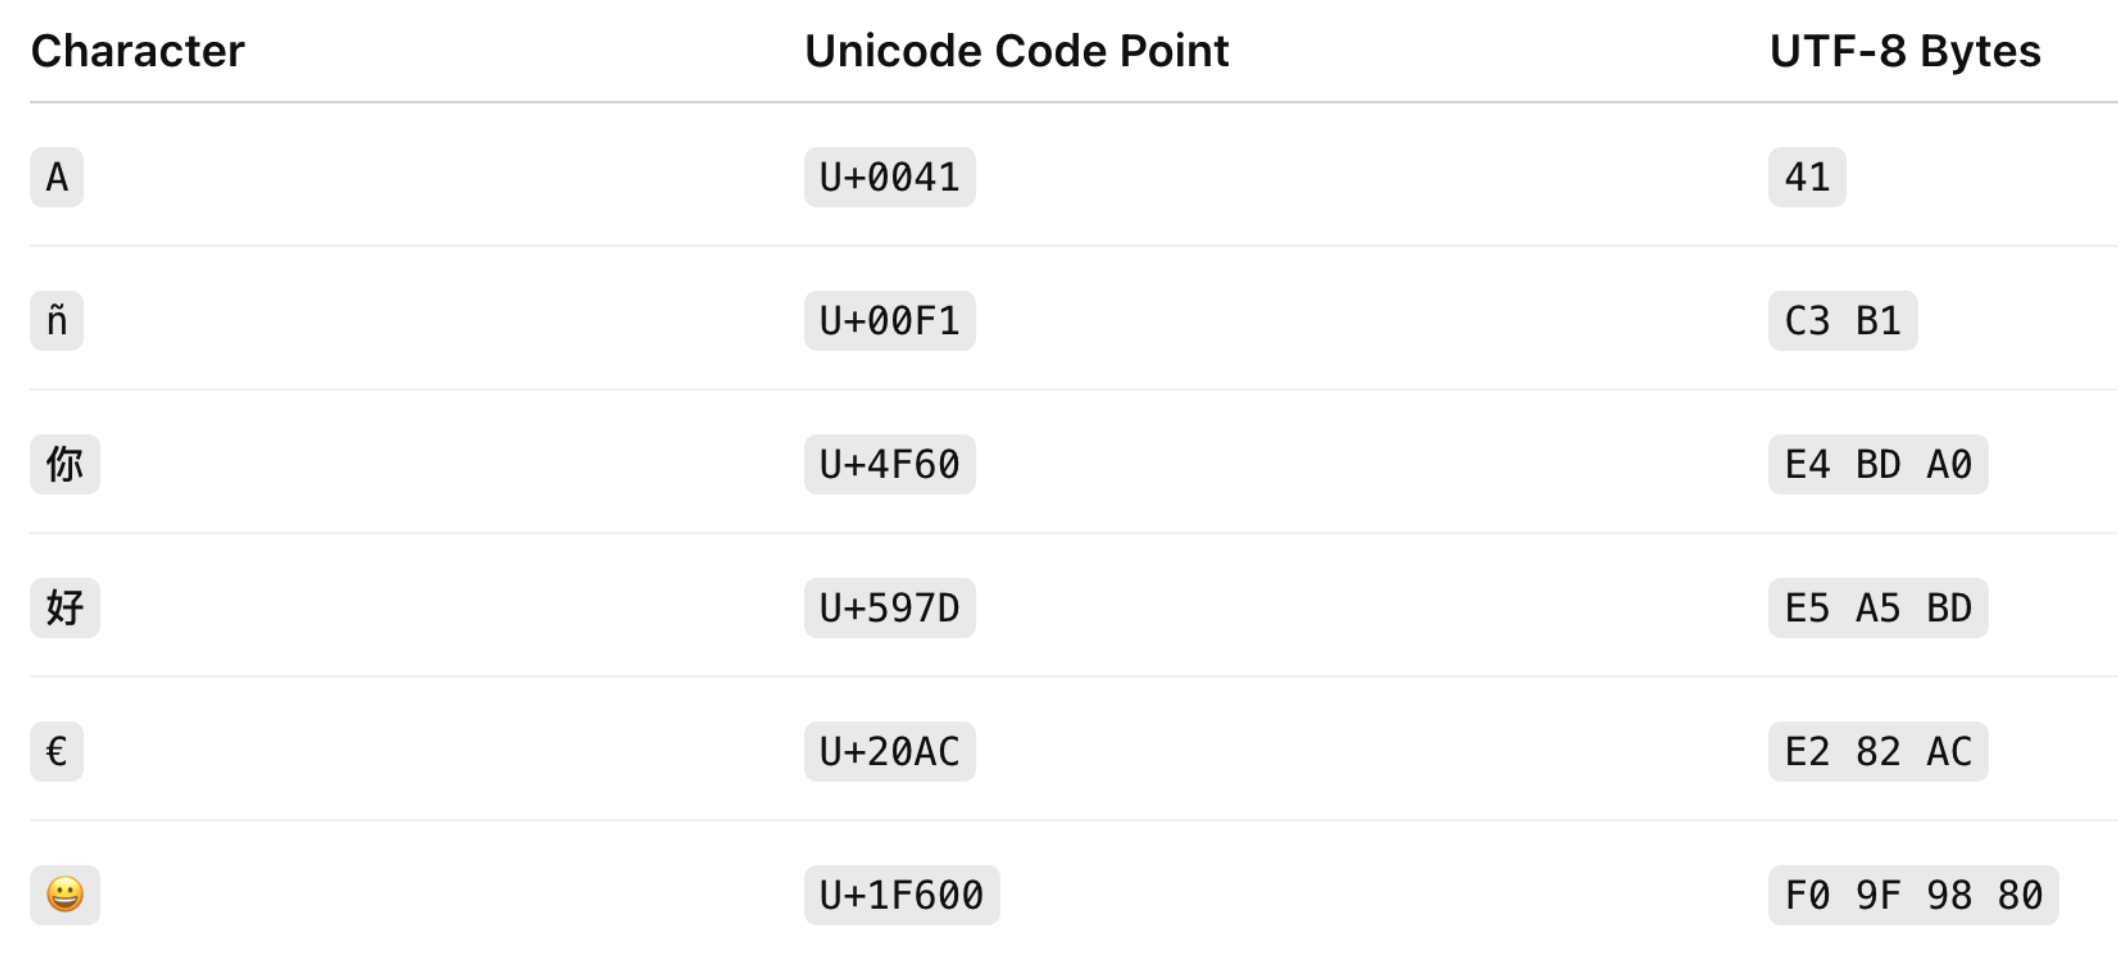 Character Unicode Code Point UTF-8 Bytes
A U+0041 41
ñ U+00F1 C3 B1
你 U+4F60 E4 BD A0
好 U+597D E5 A5 BD
€ U+20AC E2 82 AC
😀 U+1F600 F0 9F 98 80